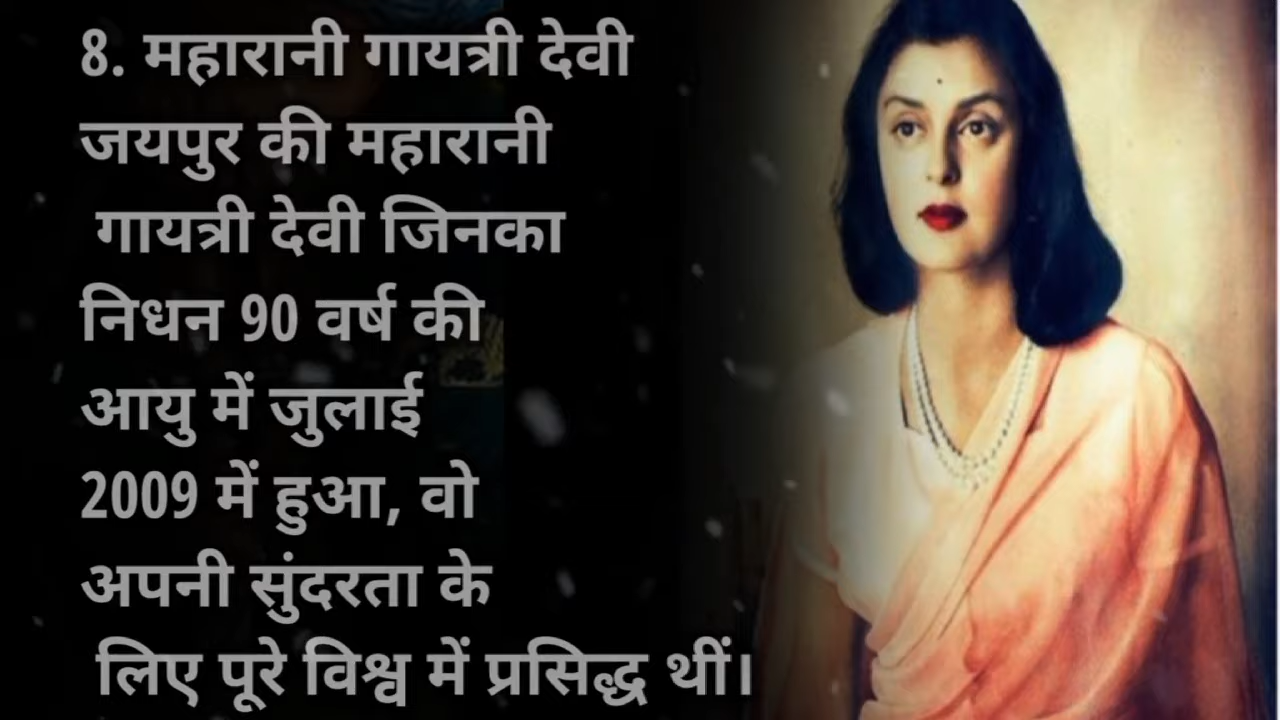 8. महारानी गायत्री देवी
जयपुर की महारानी
गायत्री देवी जिनका
निधन 90 वर्ष की
आयु में जुलाई
2009 में हुआ, वो
अपनी सुंदरता के
लिए पूरे विश्व में प्रसिद्ध थीं।